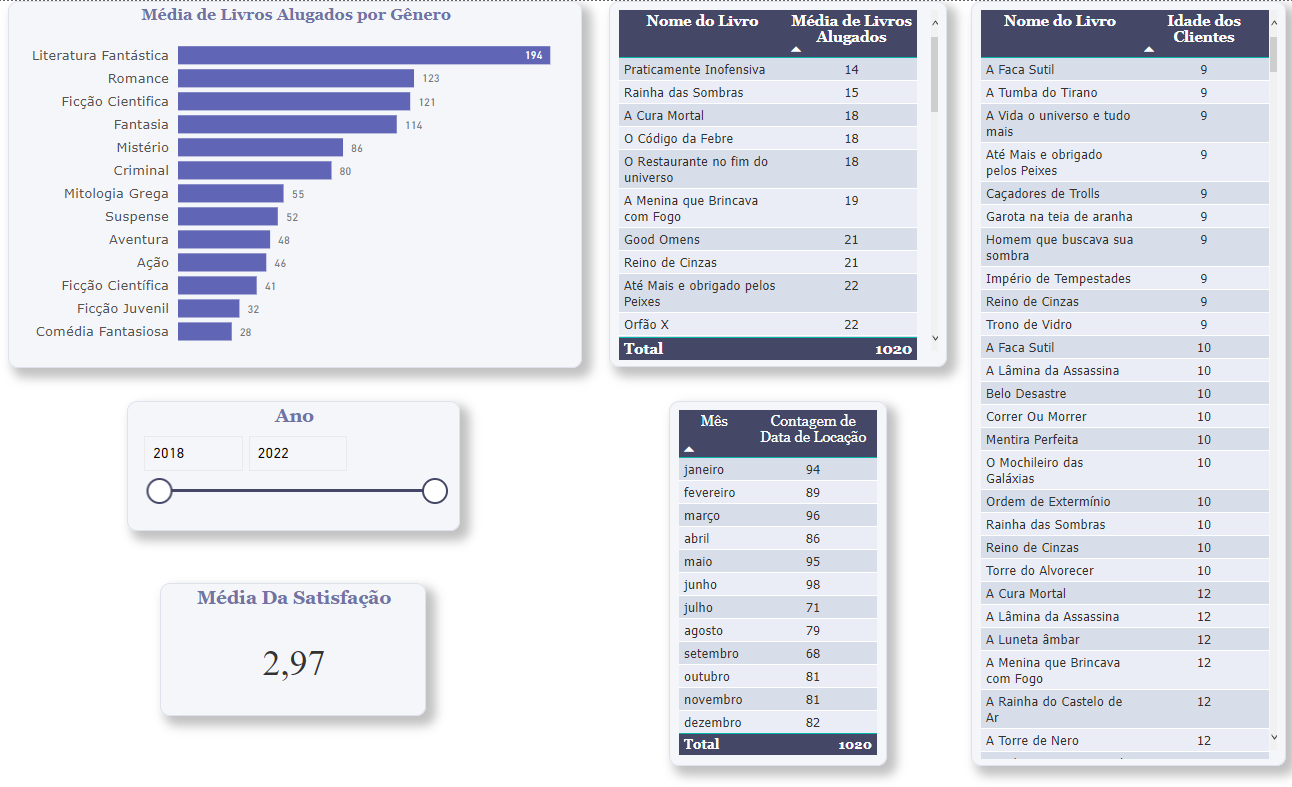 Média de Livros Alugados por Gênero
Literatura Fantástica 194
Romance 123
Ficção Cientifica 121
Fantasia 114
Mistério 86
Criminal 80
Mitologia Grega 55
Suspense 52
Aventura 48
Ação 46
Ficção Científica 41
Ficção Juvenil 32
Comédia Fantasiosa 28
Ano
2018 2022
Média Da Satisfação
2,97
Nome do Livro Média de Livros
Alugados
Praticamente Inofensiva 14
Rainha das Sombras 15
A Cura Mortal 18
O Código da Febre 18
O Restaurante no fim do 18
universo
A Menina que Brincava 19
com Fogo
Good Omens 21
Reino de Cinzas 21
Até Mais e obrigado pelos 22
Peixes
Orfão X 22
Total 1020
Mês Contagem de
Data de Locação
janeiro 94
fevereiro 89
março 96
abril 86
maio 95
junho 98
julho 71
agosto 79
setembro 68
outubro 81
novembro 81
dezembro 82
Total 1020
Nome do Livro Idade dos
Clientes
A Faca Sutil 9
A Tumba do Tirano 9
A Vida o universo e tudo 9
mais
Até Mais e obrigado 9
pelos Peixes
Caçadores de Trolls 9
Garota na teia de aranha 9
Homem que buscava sua 9
sombra
Império de Tempestades 9
Reino de Cinzas 9
Trono de Vidro 9
A Faca Sutil 10
A Lâmina da Assassina 10
Belo Desastre 10
Correr Ou Morrer 10
Mentira Perfeita 10
O Mochileiro das 10
Galáxias
Ordem de Extermínio 10
Rainha das Sombras 10
Reino de Cinzas 10
Torre do Alvorecer 10
A Cura Mortal 12
A Lâmina da Assassina 12
A Luneta âmbar 12
A Menina que Brincava 12
com Fogo
A Rainha do Castelo de 12
Ar
A Torre de Nero 12